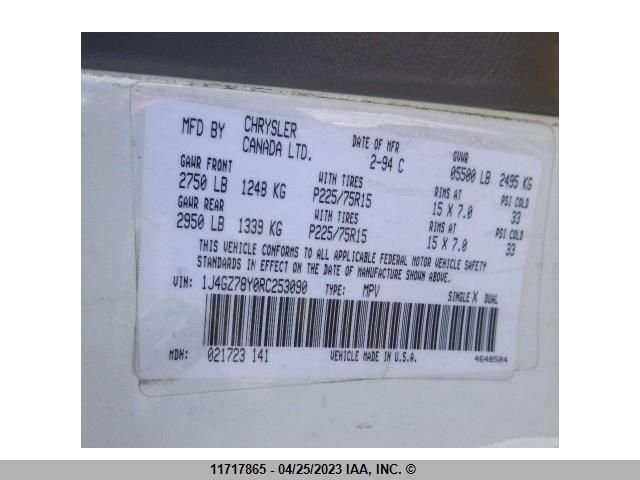 MFD BY CHRYSLER CANADA LTD. DATE OF MFR 2-94 C GVWR 05500 LB 2495 KG
GAWR FRONT WITH TIRES RIMS AT PSI COLD
2750 LB 1248 KG P225/75R15 15 X 7.0 33
GAWR REAR WITH TIRES RIMS AT PSI COLD
2950 LB 1339 KG P225/75R15 15 X 7.0 33
THIS VEHICLE CONFORMS TO ALL APPLICABLE FEDERAL MOTOR VEHICLE SAFETY
STANDARDS IN EFFECT ON THE DATE OF MANUFACTURE SHOWN ABOVE.
VIN: 1J4GZ78Y0RC253090 TYPE: MPV SINGLE X DUAL
MDH: 021723 141 VEHICLE MADE IN U.S.A. 4648504
11717865 - 04/25/2023 IAA, INC. ©